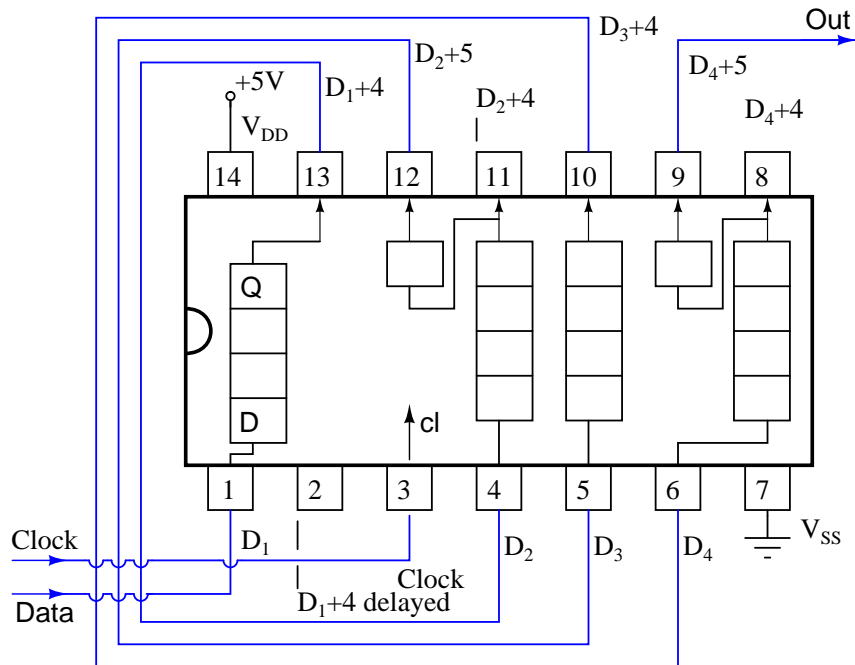 Out
D₃+4
D₂+5
D₄+5
+5V
D₁+4
D₂+4
D₄+4
V_DD
14 13 12 11 10 9 8
Q
D
cl
1 2 3 4 5 6 7
Clock
D₁
D₂
D₃
D₄
V_SS
Clock
Data
D₁+4 delayed